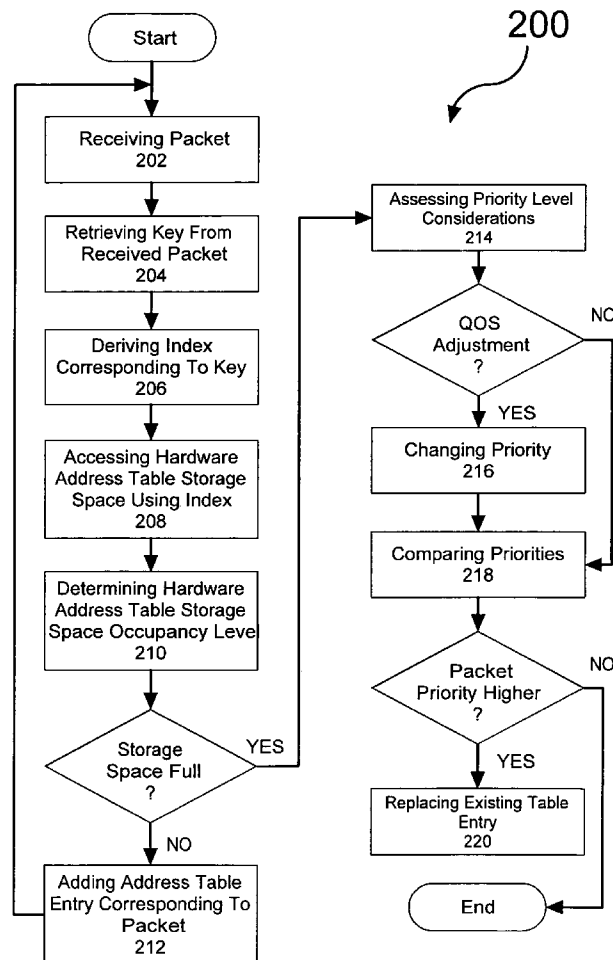 200
Start
Receiving Packet
202
Retrieving Key From
Received Packet
204
Deriving Index
Corresponding To Key
206
Accessing Hardware
Address Table Storage
Space Using Index
208
Determining Hardware
Address Table Storage
Space Occupancy Level
210
Storage
Space Full
?
YES
NO
Adding Address Table
Entry Corresponding To
Packet
212
Assessing Priority Level
Considerations
214
QOS
Adjustment
?
NO
YES
Changing Priority
216
Comparing Priorities
218
Packet
Priority Higher
?
NO
YES
Replacing Existing Table
Entry
220
End